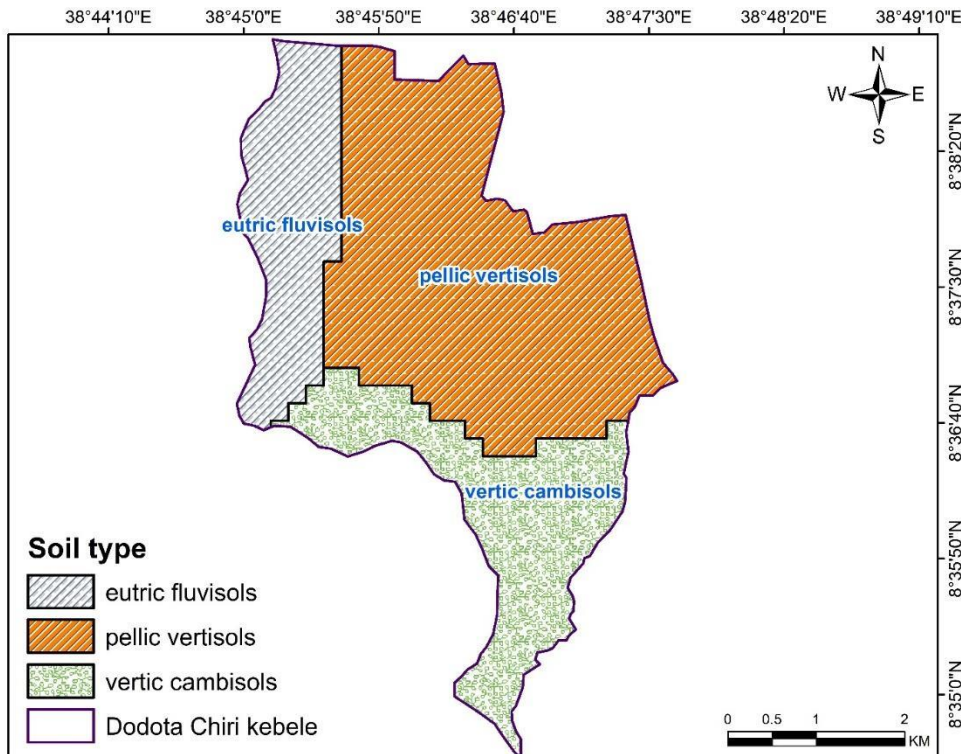 38°44'10"E 38°45'0"E 38°45'50"E 38°46'40"E 38°47'30"E 38°48'20"E 38°49'10"E
N
W E
S
8°38'20"N
eutric fluvisols
pellic vertisols
8°37'30"N
8°36'40"N
vertic cambisols
8°35'50"N
Soil type
eutric fluvisols
pellic vertisols
vertic cambisols
8°35'0"N
Dodota Chiri kebele
0 0.5 1 2
KM